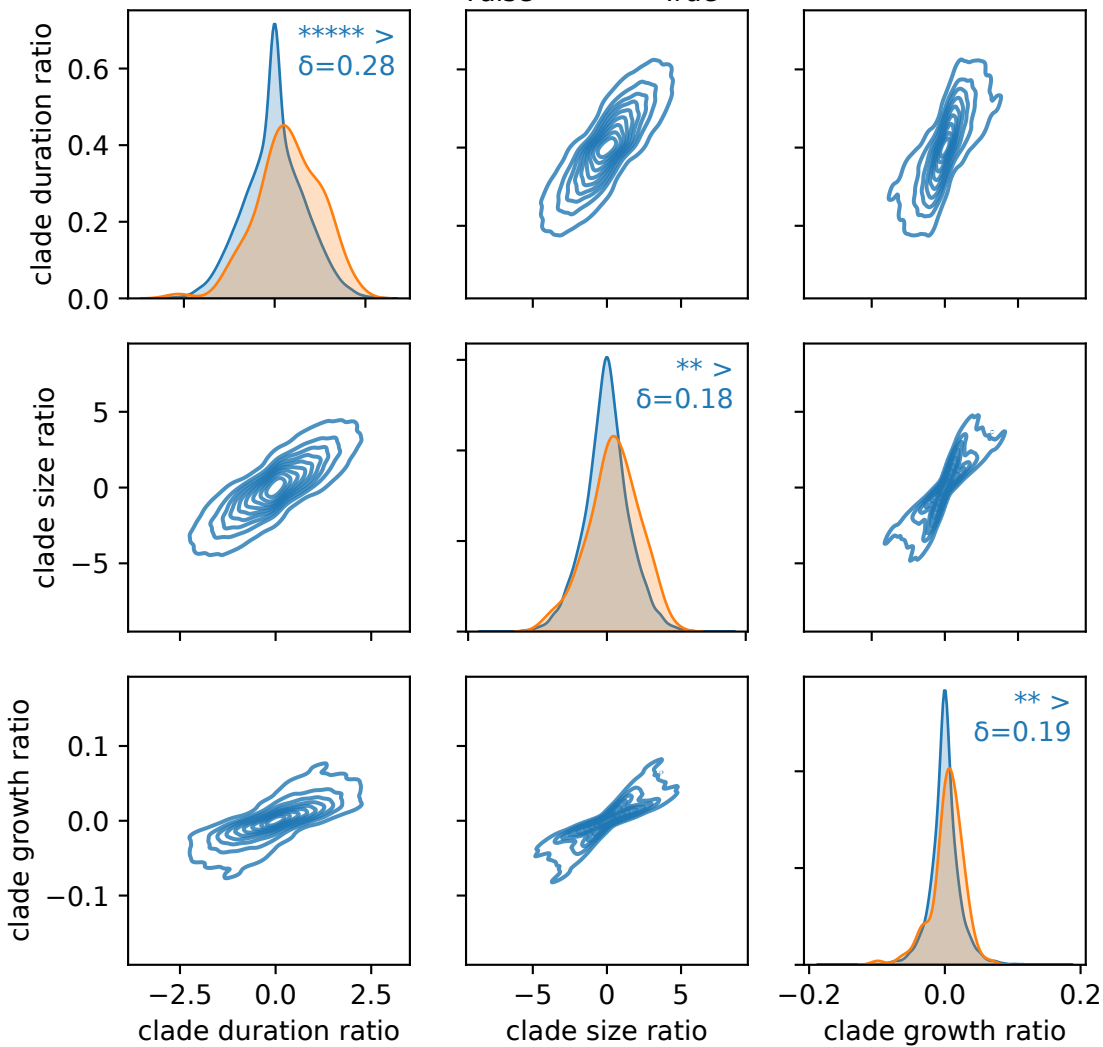 ***** >
δ=0.28
clade duration ratio
0.6
0.4
0.2
0.0
** >
δ=0.18
clade size ratio
5
0
−5
** >
δ=0.19
clade growth ratio
0.1
0.0
−0.1
−2.5 0.0 2.5
−5 0 5
−0.2 0.0 0.2
clade duration ratio
clade size ratio
clade growth ratio